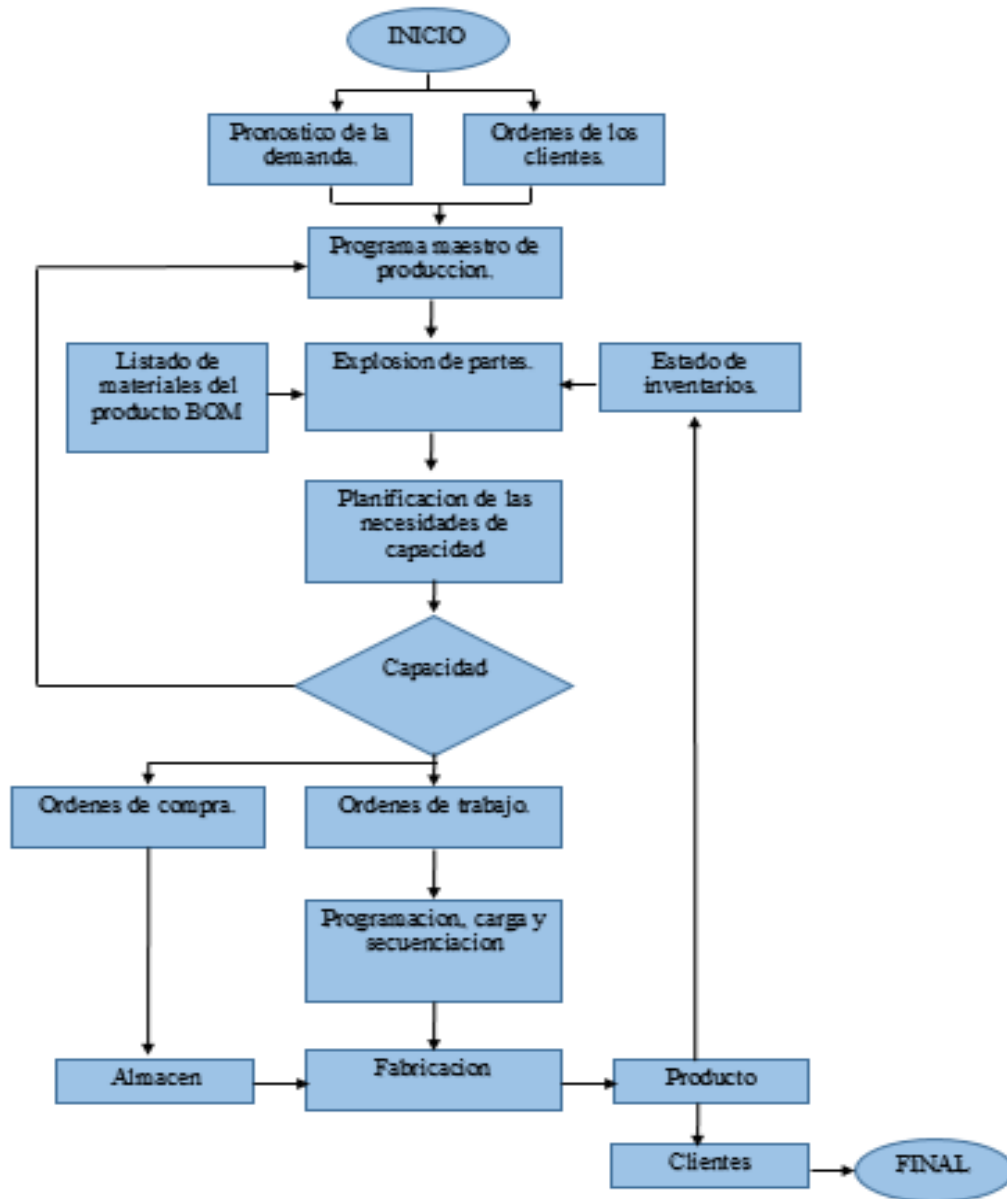 INICIO
Pronostico de la
demanda.
Ordenes de los
clientes.
Programa maestro de
produccion.
Listado de
materiales del
producto BOM
Explosion de partes.
Estado de
inventarios.
Planificacion de las
necesidades de
capacidad
Capacidad
Ordenes de compra.
Ordenes de trabajo.
Programacion, carga y
secuenciacion
Almacen
Fabricacion
Producto
Clientes
FINAL